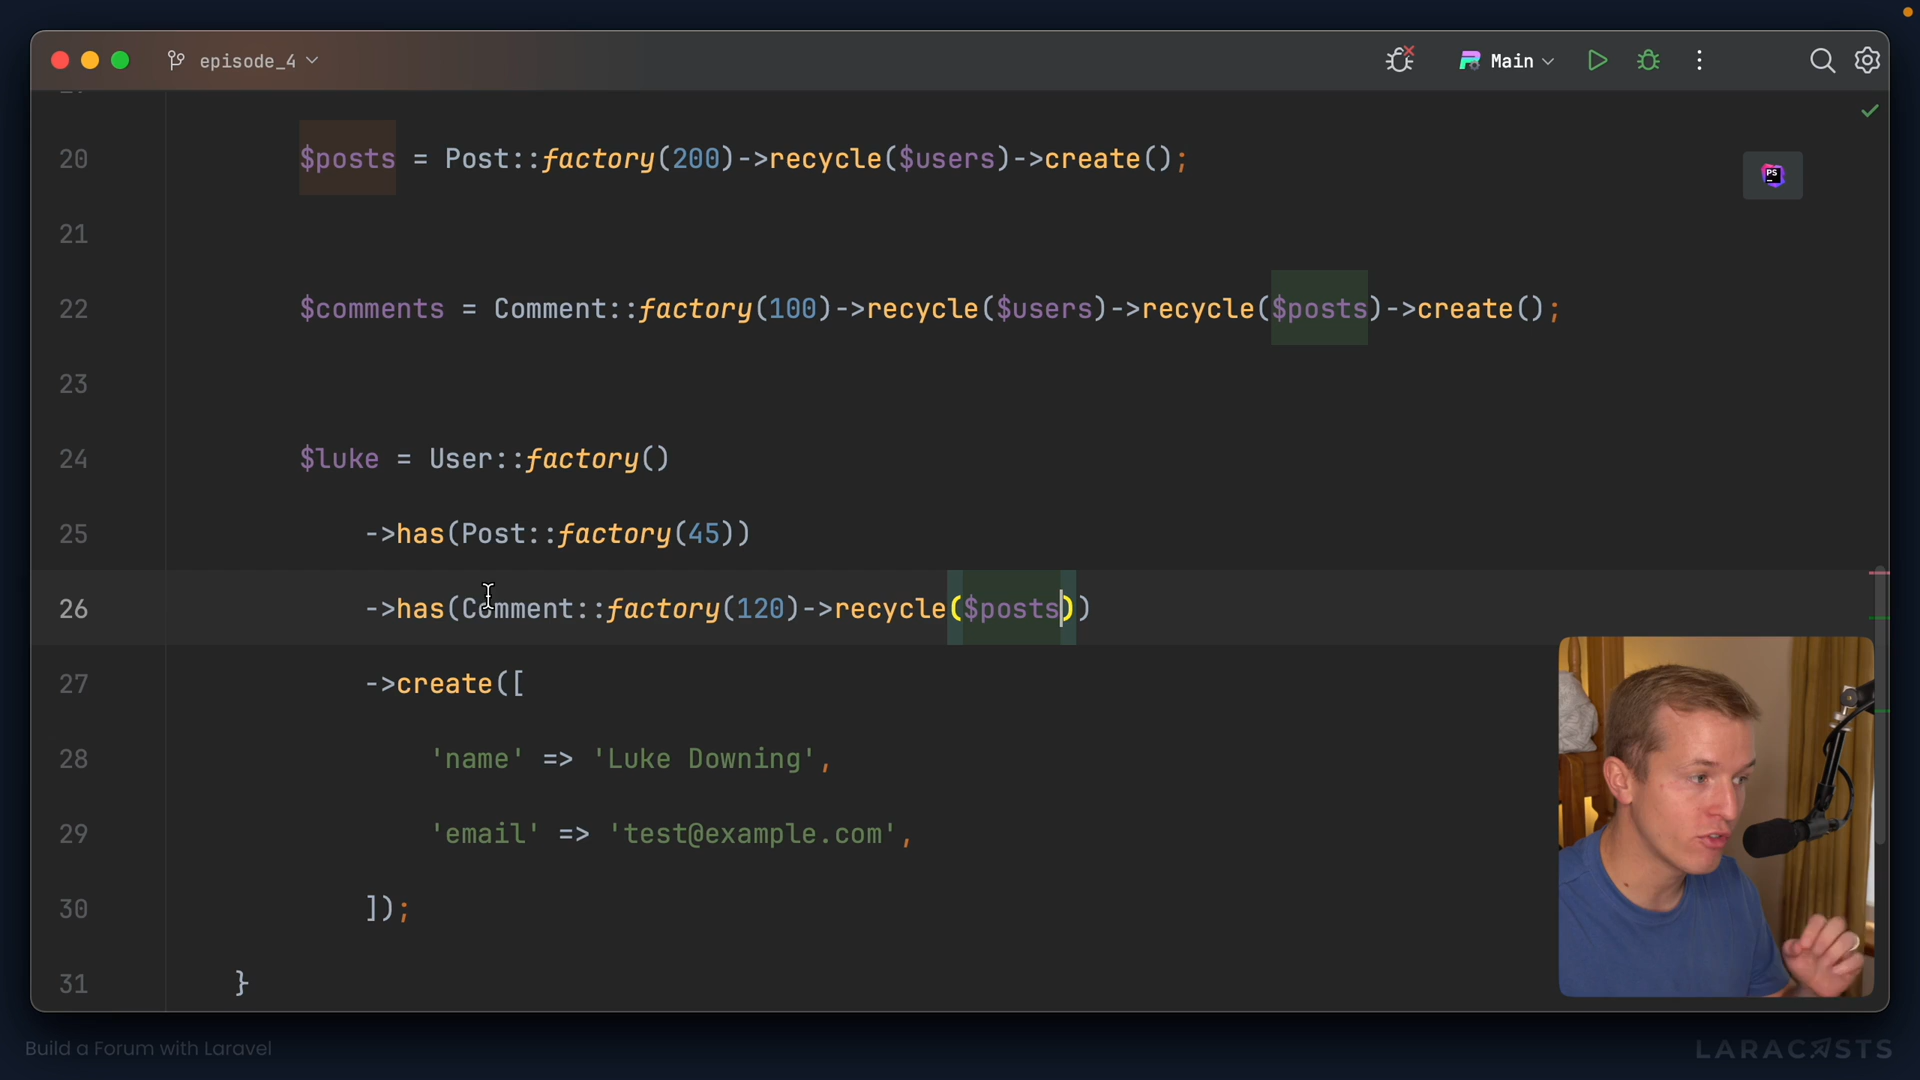 episode_4
Main
20 $posts = Post::factory(200)->recycle($users)->create();
PS
21
22 $comments = Comment::factory(100)->recycle($users)->recycle($posts)->create();
23
24 $luke = User::factory()
25 ->has(Post::factory(45))
26 ->has(Comment::factory(120)->recycle($posts))
27 ->create([
28 'name' => 'Luke Downing',
29 'email' => 'test@example.com',
30 ]);
31 }
Build a Forum with Laravel
LARACASTS